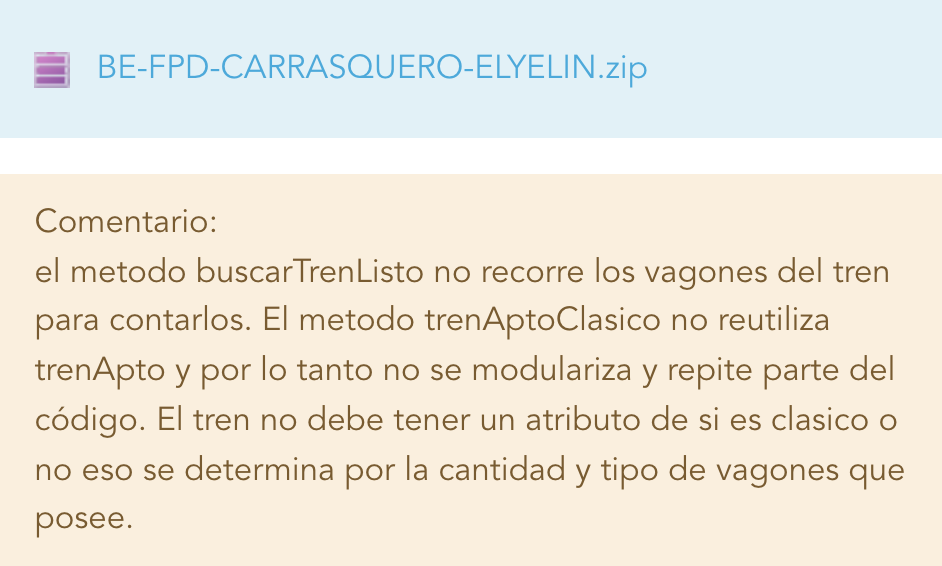 BE-FPD-CARRASQUERO-ELYELIN.zip
Comentario:
el metodo buscarTrenListo no recorre los vagones del tren
para contarlos. El metodo trenAptoClasico no reutiliza
trenApto y por lo tanto no se modulariza y repite parte del
código. El tren no debe tener un atributo de si es clasico o
no eso se determina por la cantidad y tipo de vagones que
posee.